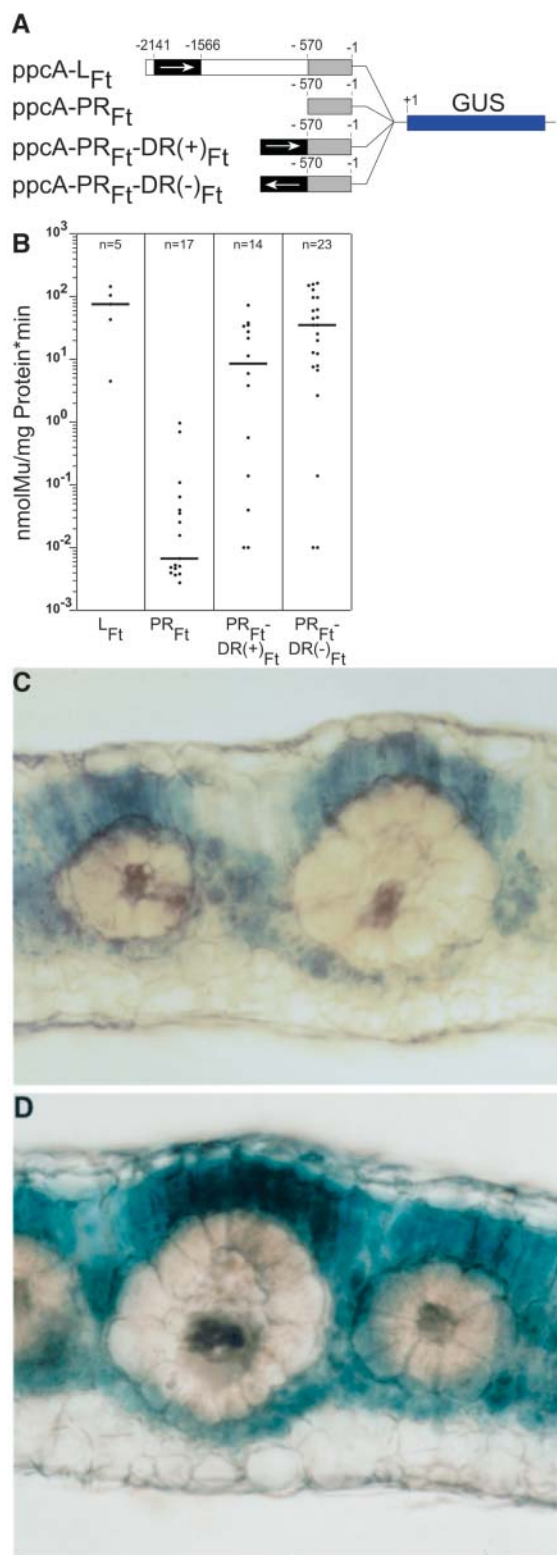 A
-2141 -1566 -570 -1
ppcA-LFt
-570 -1
ppcA-PRFt
+1 GUS
-570 -1
ppcA-PRFt-DR(+)Ft
-570 -1
ppcA-PRFt-DR(-)Ft
B
nmolMu/mg Protein*min
10³
10²
10¹
10⁰
10⁻¹
10⁻²
10⁻³
n=5 n=17 n=14 n=23
LFt PRFt PRFt- PRFt-
DR(+)Ft DR(-)Ft
C
D